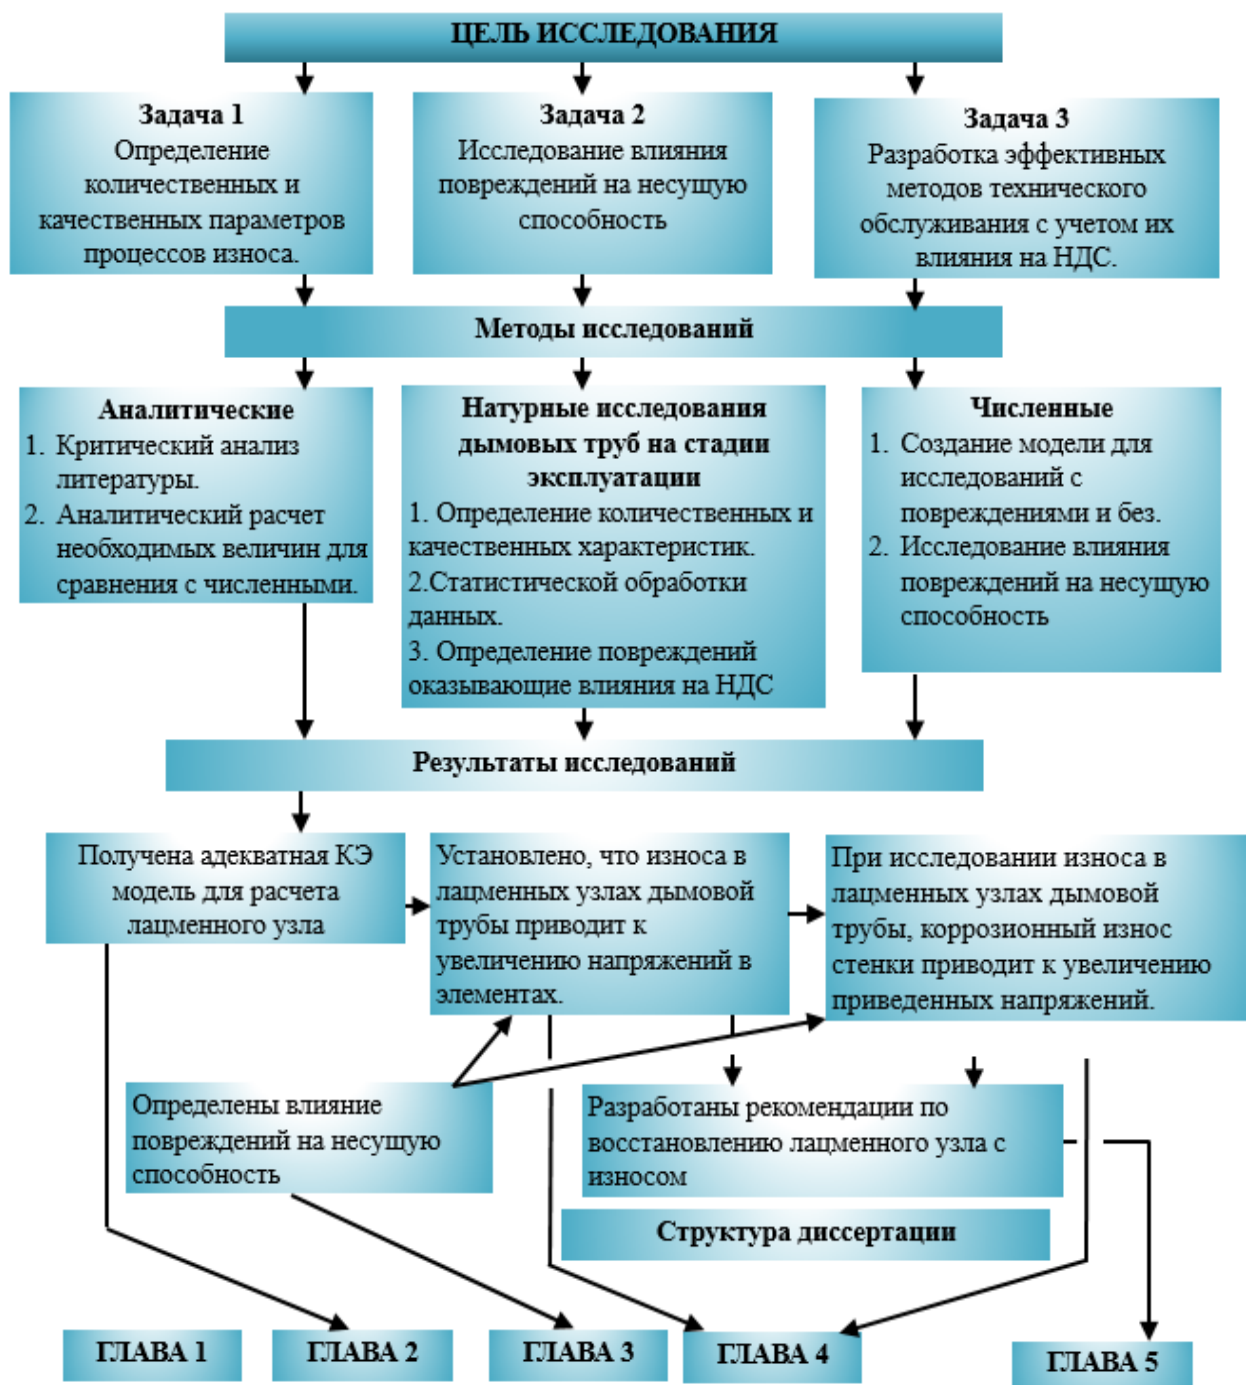 ЦЕЛЬ ИССЛЕДОВАНИЯ
Задача 1
Определение
количественных и
качественных параметров
процессов износа.
Задача 2
Исследование влияния
повреждений на несущую
способность
Задача 3
Разработка эффективных
методов технического
обслуживания с учетом их
влияния на НДС.
Методы исследований
Аналитические
1. Критический анализ
литературы.
2. Аналитический расчет
необходимых величин для
сравнения с численными.
Натурные исследования
дымовых труб на стадии
эксплуатации
1. Определение количественных и
качественных характеристик.
2.Статистической обработки
данных.
3. Определение повреждений
оказывающие влияния на НДС
Численные
1. Создание модели для
исследований с
повреждениями и без.
2. Исследование влияния
повреждений на несущую
способность
Результаты исследований
Получена адекватная КЭ
модель для расчета
лацменного узла
Установлено, что износа в
лацменных узлах дымовой
трубы приводит к
увеличению напряжений в
элементах.
При исследовании износа в
лацменных узлах дымовой
трубы, коррозионный износ
стенки приводит к увеличению
приведенных напряжений.
Определены влияние
повреждений на несущую
способность
Разработаны рекомендации по
восстановлению лацменного узла с
износом
Структура диссертации
ГЛАВА 1
ГЛАВА 2
ГЛАВА 3
ГЛАВА 4
ГЛАВА 5